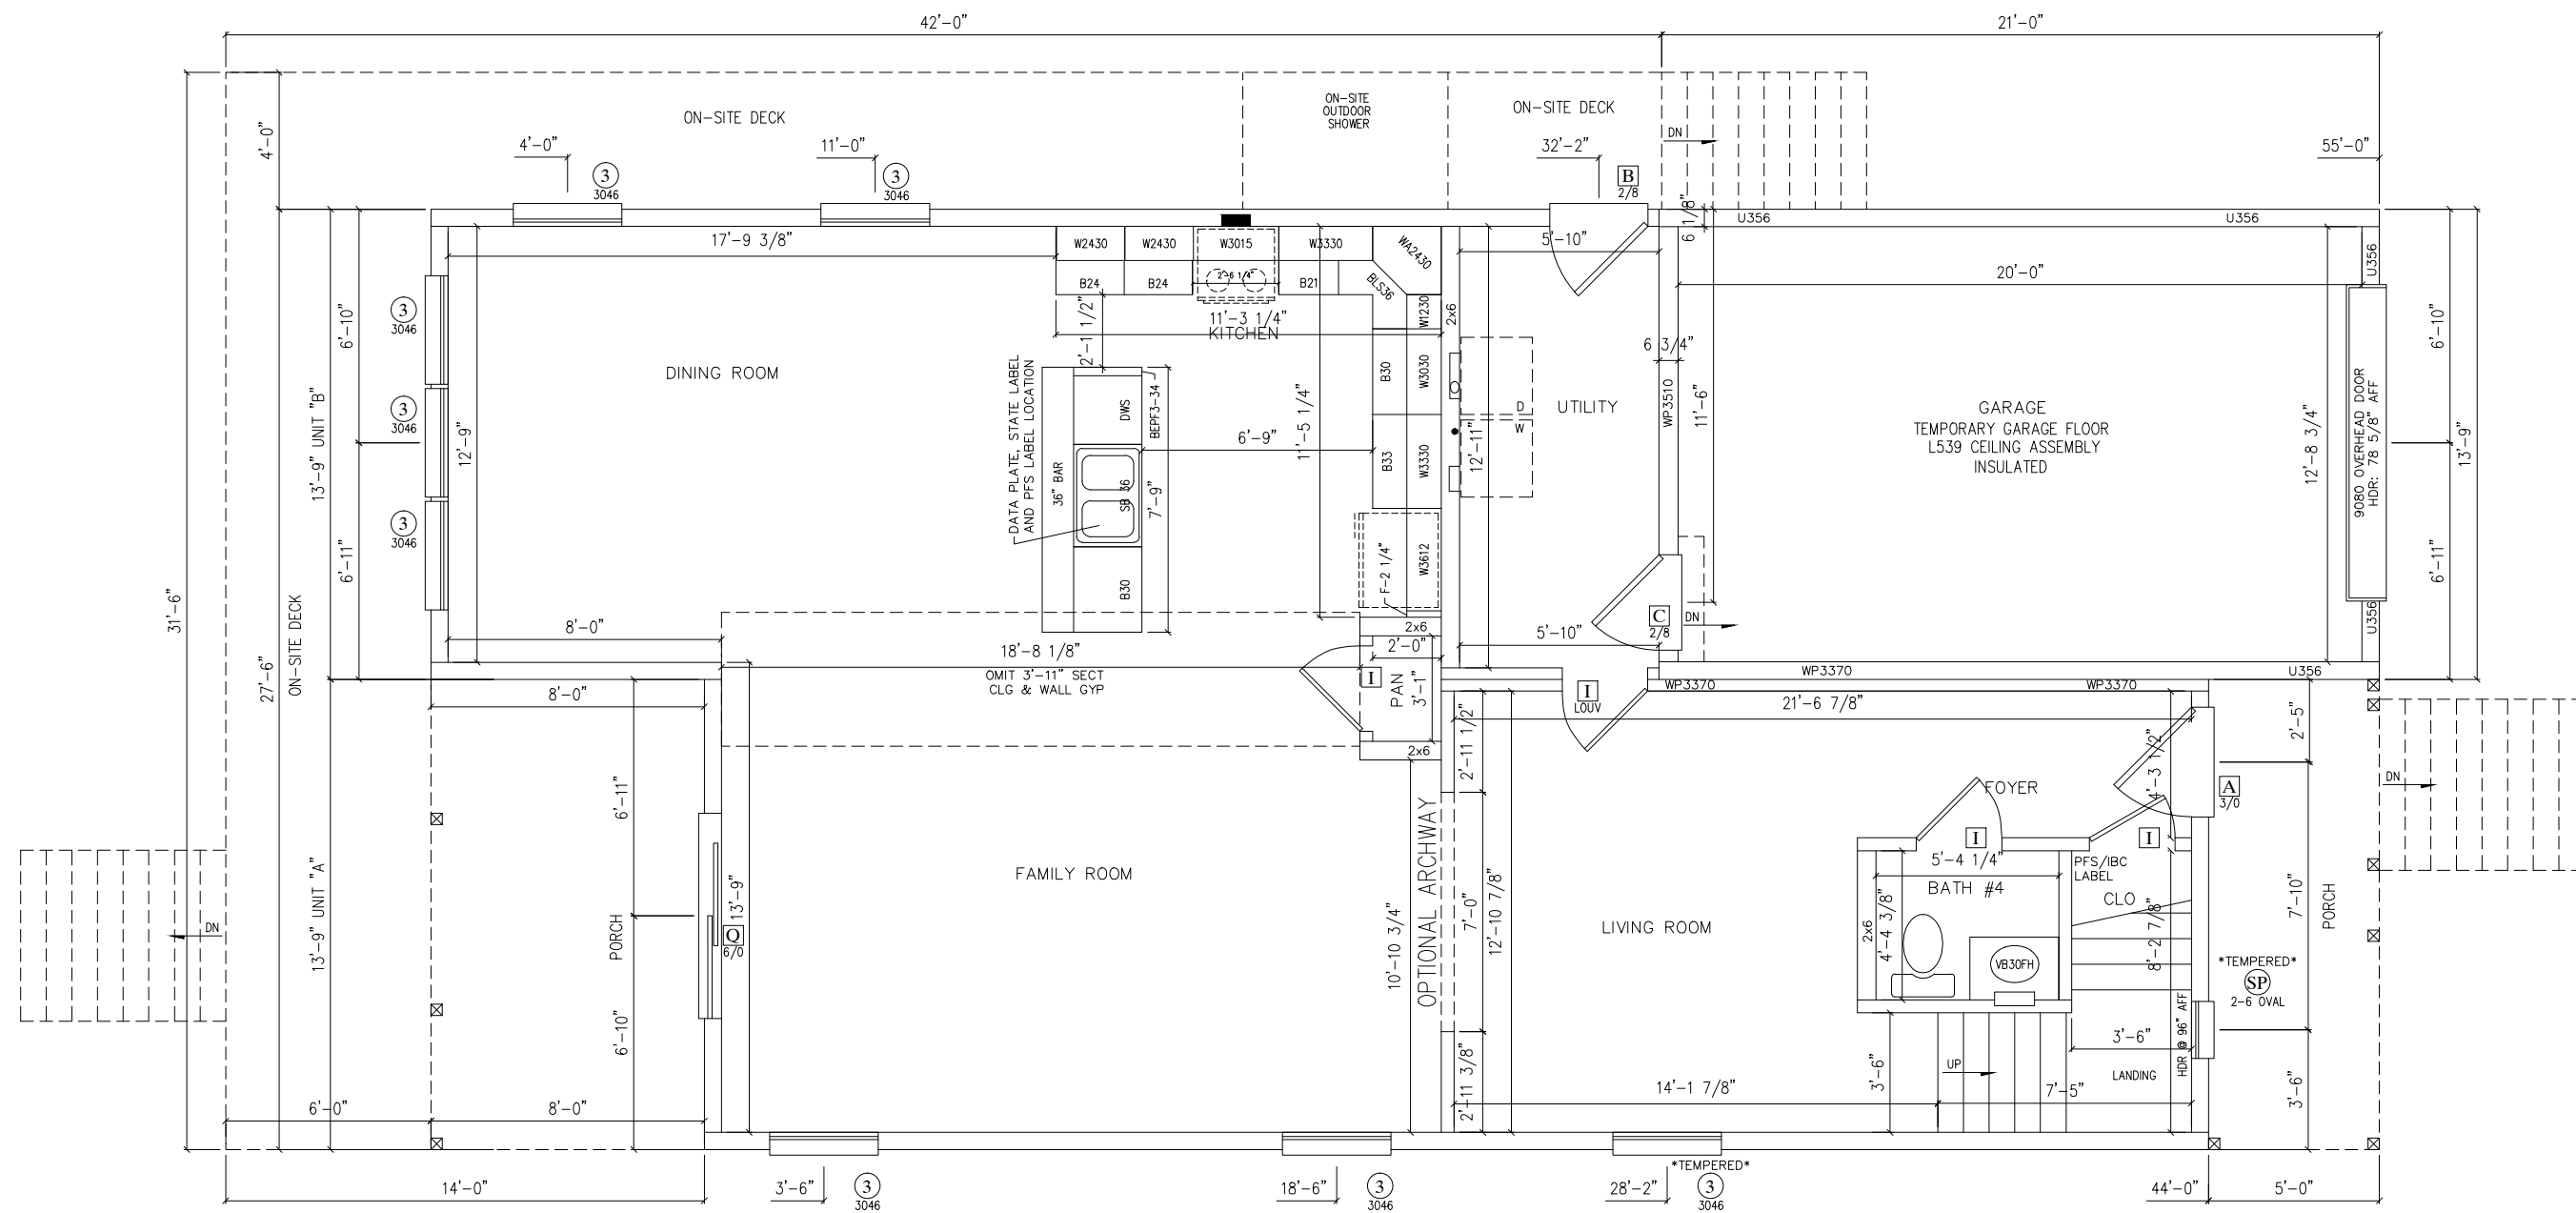 42'-0"
21'-0"
ON-SITE DECK
ON-SITE
OUTDOOR
SHOWER
ON-SITE DECK
4'-0"
4'-0"
3
3046
11'-0"
3
3046
32'-2"
B
2/8
DN
55'-0"
6 1/8"
U356
U356
17'-9 3/8"
W2430
W2430
W3015
W3330
WA2430
5'-10"
20'-0"
U356
B24
B24
2'-6 1/4"
B21
BLS36
W1230
2x6
3
3046
6'-10"
2'-1 1/2"
11'-3 1/4"
KITCHEN
6 3/4"
6'-10"
DINING ROOM
DATA PLATE, STATE LABEL
AND PFS LABEL LOCATION
36" BAR
DWS
BEPF3-34
11'-5 1/4"
B30
W3030
D
W
UTILITY
WP3510
11'-6"
GARAGE
TEMPORARY GARAGE FLOOR
L539 CEILING ASSEMBLY
INSULATED
12'-8 3/4"
9080 OVERHEAD DOOR
HDR: 78 5/8" AFF
13'-9"
3
3046
13'-9" UNIT "B"
12'-9"
6'-9"
SB 36
7'-9"
B33
W3330
12'-11"
3
3046
6'-11"
B30
F-2 1/4"
W3612
6'-11"
U356
31'-6"
27'-6"
ON-SITE DECK
8'-0"
18'-8 1/8"
OMIT 3'-11" SECT
CLG & WALL GYP
2x6
2'-0"
I
PAN
3'-1"
2x6
5'-10"
C
2/8
DN
I
LOUV
WP3370
WP3370
WP3370
U356
8'-0"
21'-6 7/8"
2'-11 1/2"
4'-3 1/2"
2'-5"
FOYER
A
3/0
DN
6'-11"
13'-9" UNIT "A"
13'-9"
FAMILY ROOM
OPTIONAL ARCHWAY
10'-10 3/4"
7'-0"
12'-10 7/8"
I
I
5'-4 1/4"
BATH #4
PFS/IBC
LABEL
CLO
7'-10"
PORCH
DN
PORCH
Q
6/0
LIVING ROOM
2x6
4'-4 3/8"
VB30FH
8'-2 7/8"
*TEMPERED*
SP
2-6 OVAL
6'-10"
2'-11 3/8"
14'-1 7/8"
3'-6"
UP
7'-5"
3'-6"
LANDING
HDR @ 96" AFF
3'-6"
6'-0"
8'-0"
14'-0"
3'-6"
3
3046
18'-6"
3
3046
28'-2"
*TEMPERED*
3
3046
44'-0"
5'-0"